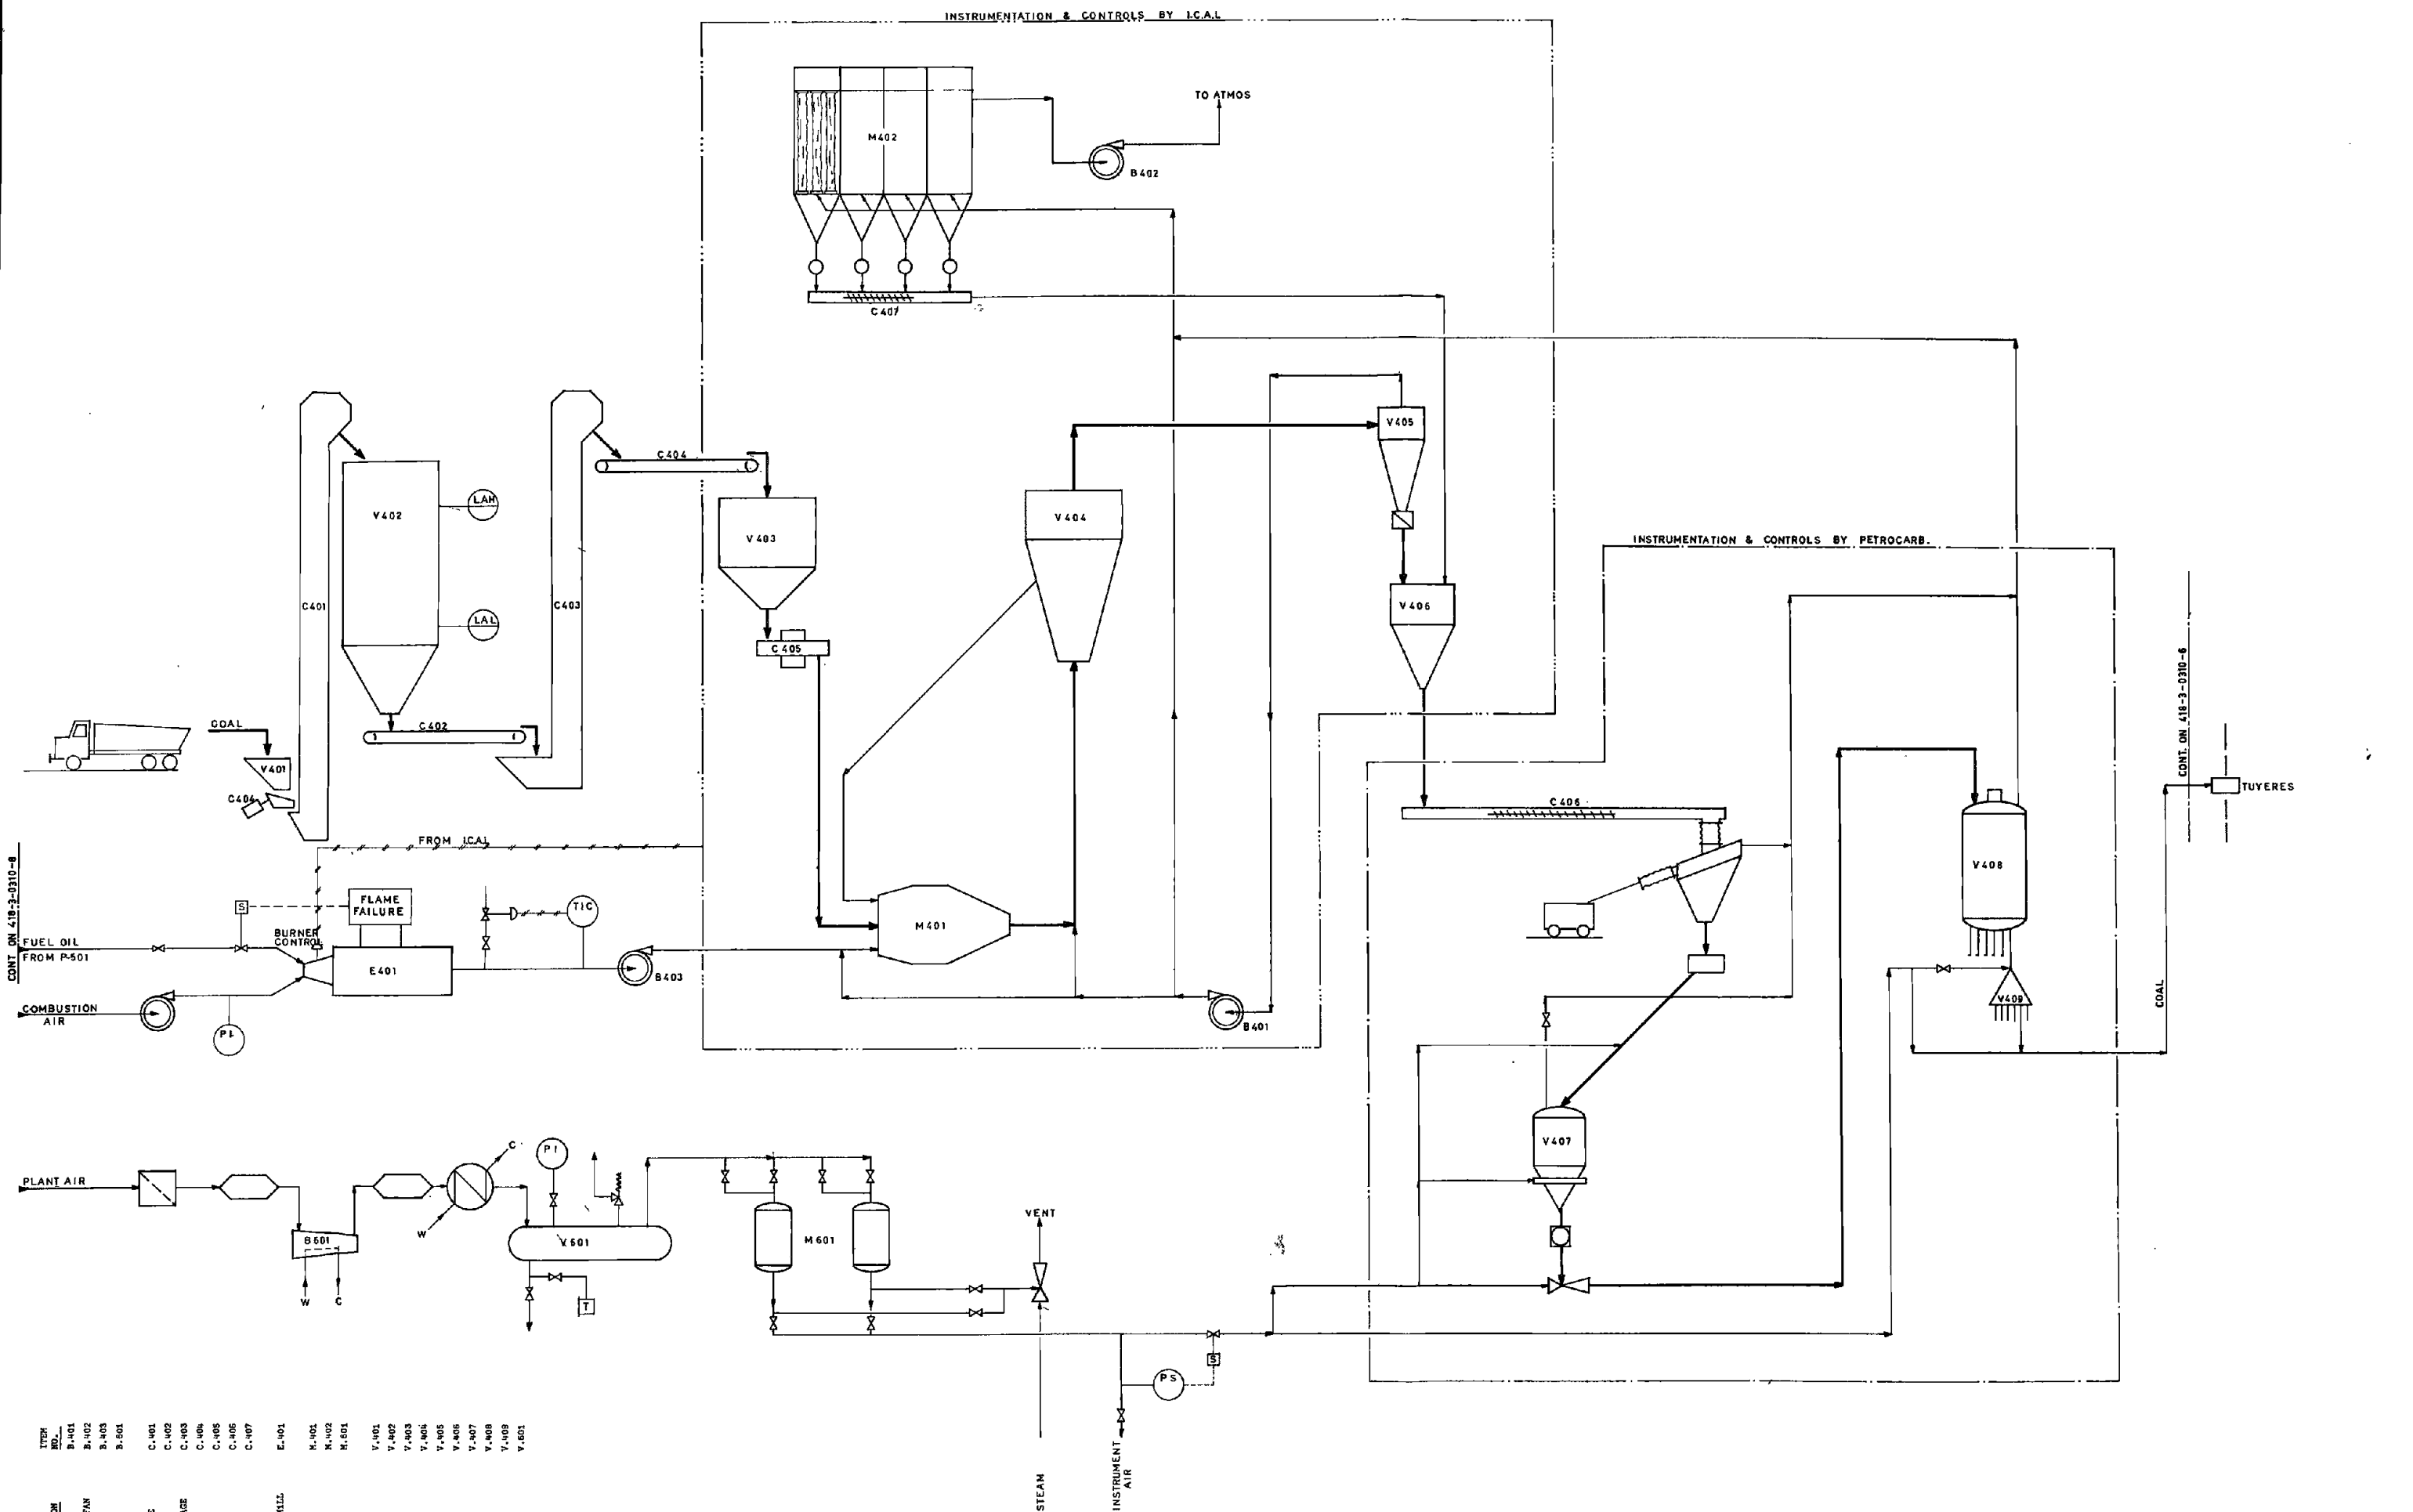 INSTRUMENTATION & CONTROLS BY I.C.A.L
TO ATMOS
M402
B402
C407
C404
V405
V402
LAH
V403
V404
INSTRUMENTATION & CONTROLS BY PETROCARB.
C401
C403
V406
LAL
C405
CONT. ON 418-3-0310-6
COAL
C402
V401
C404
TUYERES
C406
FROM I.C.A.L
V408
CONT ON 418-3-0310-8
FLAME
FAILURE
S
TIC
BURNER
CONTROL
M401
FUEL OIL
FROM P-501
E401
B403
COAL
V409
COMBUSTION
AIR
PI
B401
C
PI
V407
PLANT AIR
W
VENT
B601
V.601
M601
W
C
T
S
PS
STEAM
INSTRUMENT
AIR
ITEM
NO.
B.401
B.402
B.403
B.601
C.401
C.402
C.403
C.404
C.405
C.406
C.407
E.401
M.401
M.402
M.601
V.401
V.402
V.403
V.404
V.405
V.406
V.407
V.408
V.409
V.601